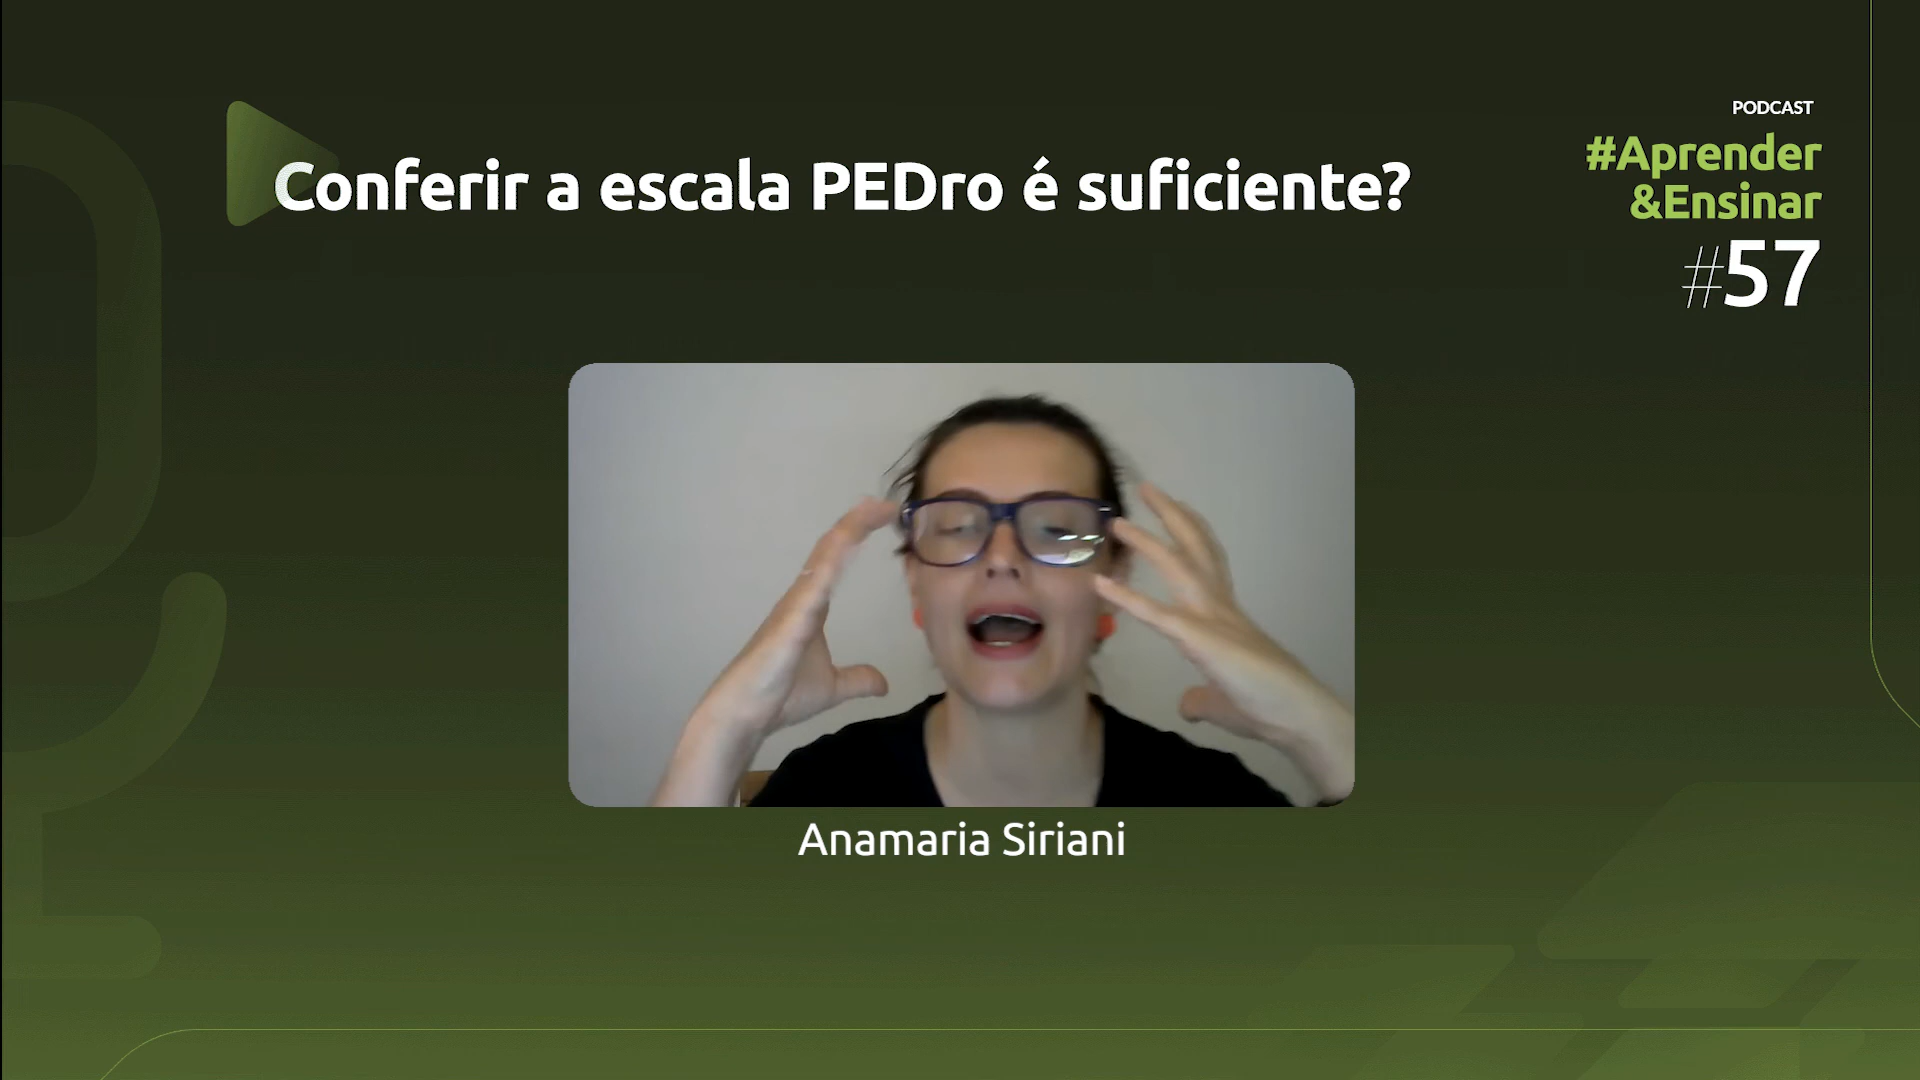 Conferir a escala PEDro é suficiente?
PODCAST
#Aprender
&Ensinar
#57
Anamaria Siriani